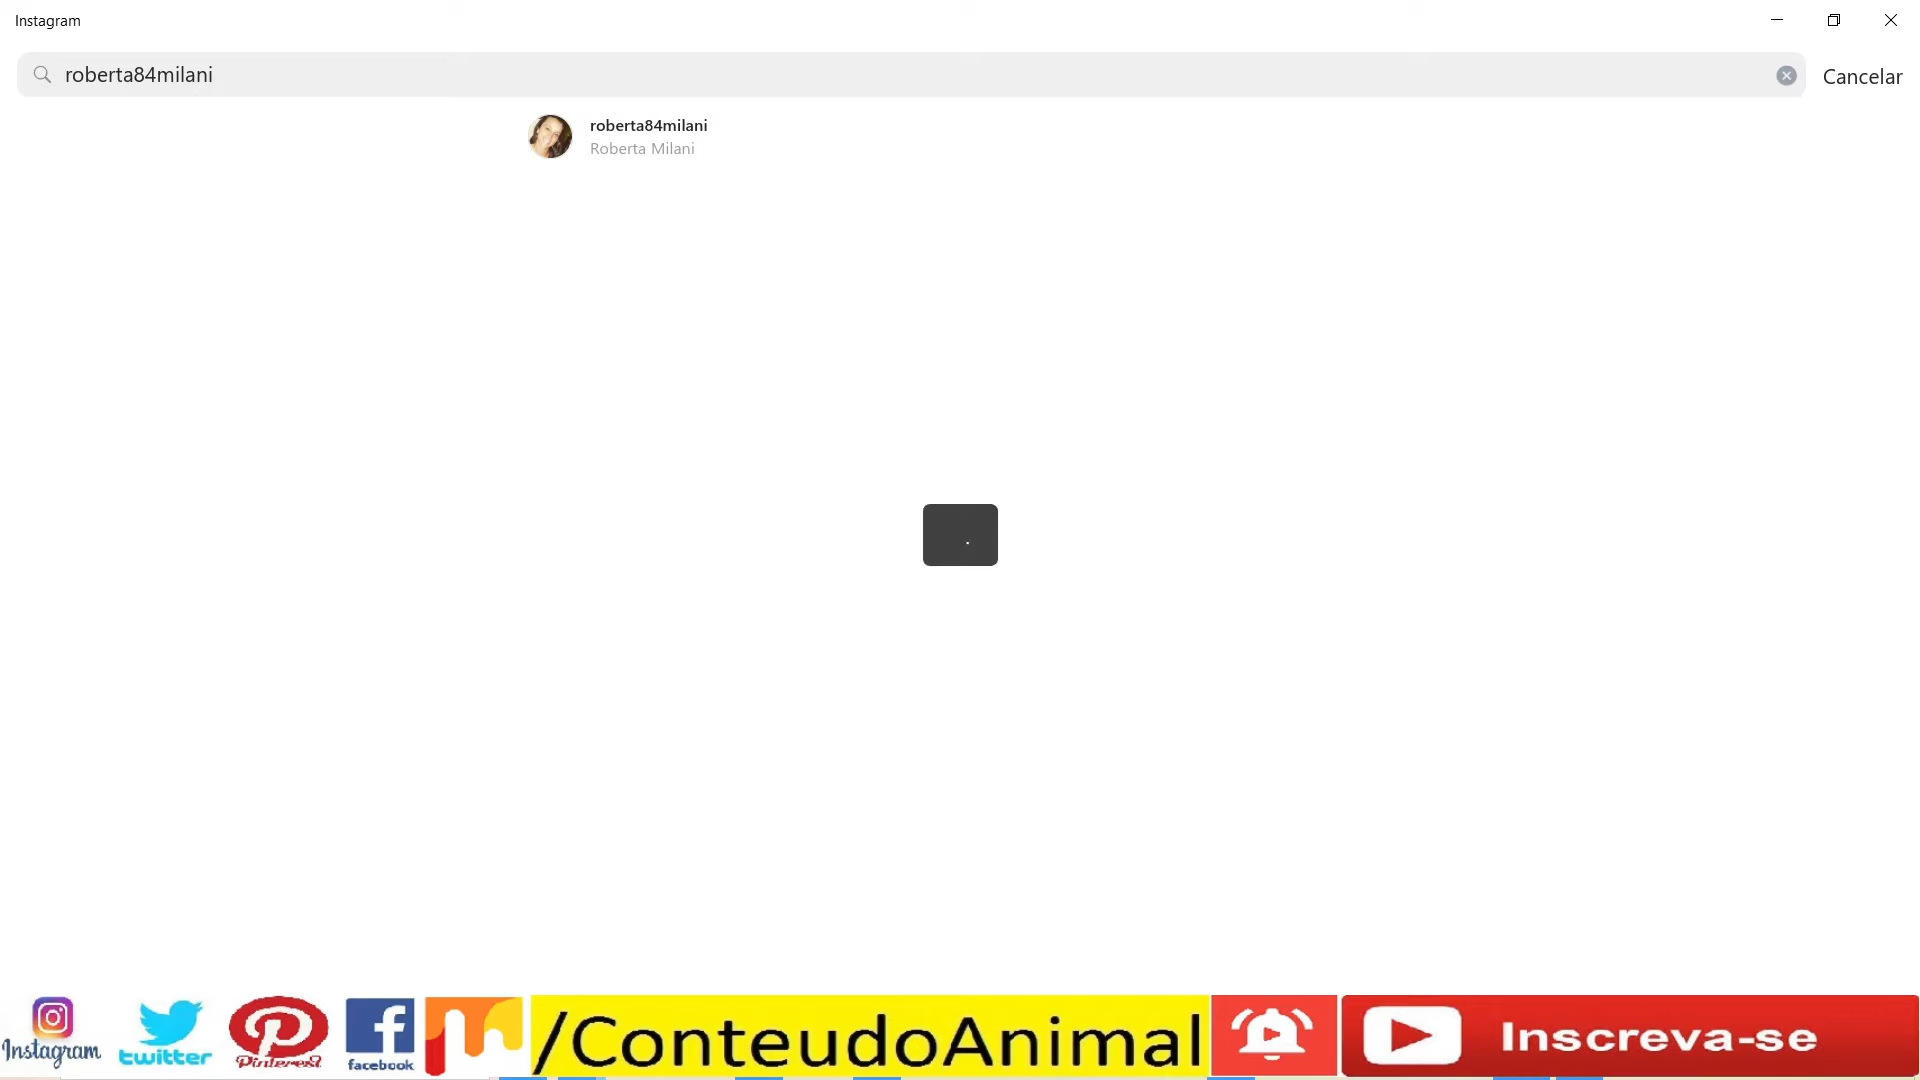 Instagram
roberta84milani
Cancelar
roberta84milani
Roberta Milani
Instagram
twitter
Pinterest
facebook
/ConteudoAnimal
Inscreva-se